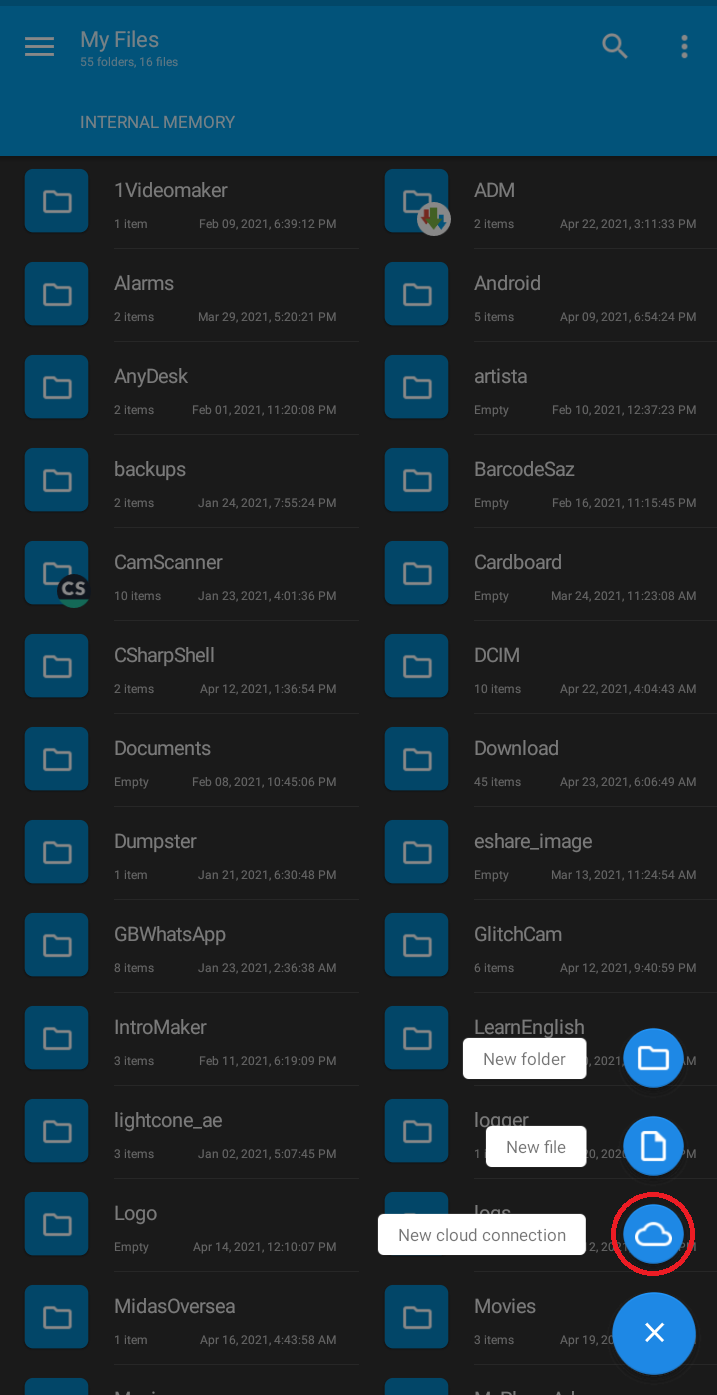 My Files
55 folders, 16 files
INTERNAL MEMORY
1Videomaker
1 item Feb 09, 2021, 6:39:12 PM
ADM
2 items Apr 22, 2021, 3:11:33 PM
Alarms
2 items Mar 29, 2021, 5:20:21 PM
Android
5 items Apr 09, 2021, 6:54:24 PM
AnyDesk
2 items Feb 01, 2021, 11:20:08 PM
artista
Empty Feb 10, 2021, 12:37:23 PM
backups
2 items Jan 24, 2021, 7:55:24 PM
BarcodeSaz
Empty Feb 16, 2021, 11:15:45 PM
CS
CamScanner
10 items Jan 23, 2021, 4:01:36 PM
Cardboard
Empty Mar 24, 2021, 11:23:08 AM
CSharpShell
2 items Apr 12, 2021, 1:36:54 PM
DCIM
10 items Apr 22, 2021, 4:04:43 AM
Documents
Empty Feb 08, 2021, 10:45:06 PM
Download
45 items Apr 23, 2021, 6:06:49 AM
Dumpster
1 item Jan 21, 2021, 6:30:48 PM
eshare_image
Empty Mar 13, 2021, 11:24:54 AM
GBWhatsApp
8 items Jan 23, 2021, 2:36:38 AM
GlitchCam
6 items Apr 12, 2021, 9:40:59 PM
IntroMaker
3 items Feb 11, 2021, 6:19:09 PM
LearnEnglish
New folder
lightcone_ae
3 items Jan 02, 2021, 5:07:45 PM
logger
New file
Logo
Empty Apr 14, 2021, 12:10:07 PM
logs
New cloud connection
MidasOversea
1 item Apr 16, 2021, 4:43:58 AM
Movies
3 items Apr 19, 20